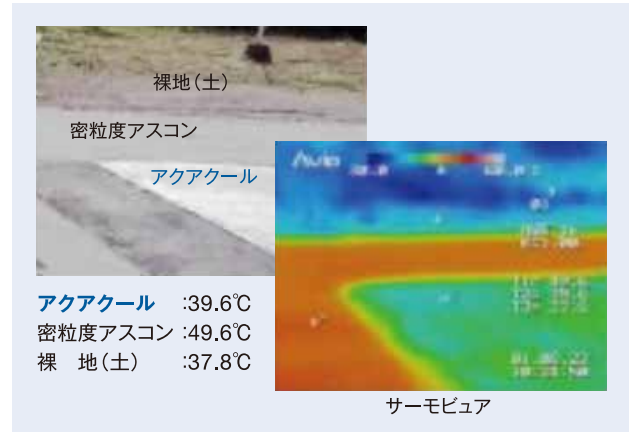 裸地(土)
密粒度アスコン
アクアクール
Avio
アクアクール :39.6℃
密粒度アスコン :49.6℃
裸 地(土) :37.8℃
サーモビュア